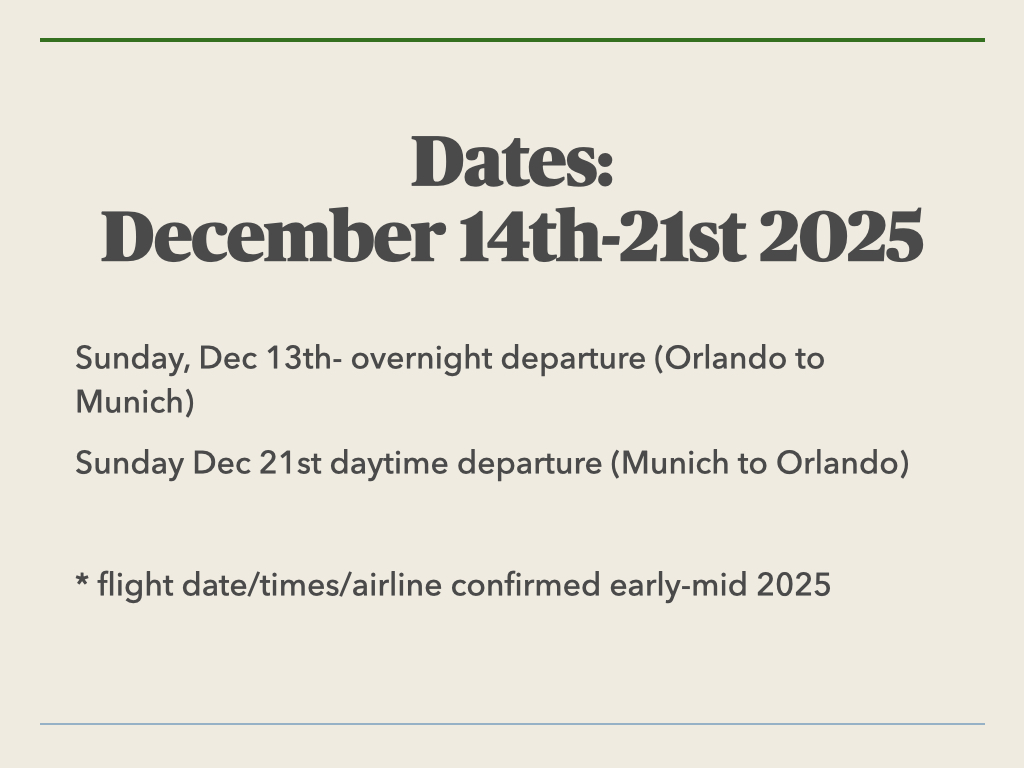 Dates:
December 14th-21st 2025
Sunday, Dec 13th- overnight departure (Orlando to
Munich)
Sunday Dec 21st daytime departure (Munich to Orlando)
* flight date/times/airline confirmed early-mid 2025